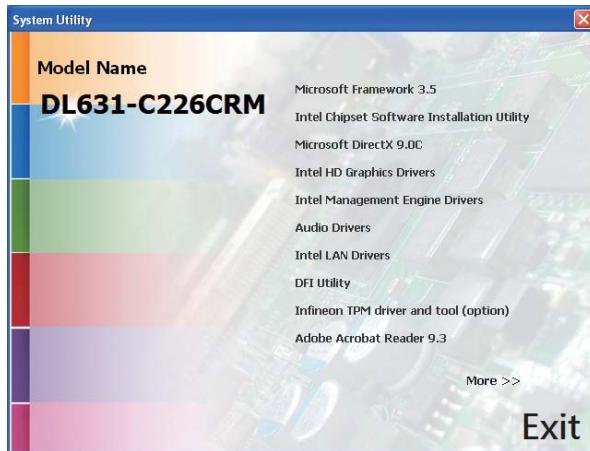 System Utility
Model Name
DL631-C226CRM
Microsoft Framework 3.5
Intel Chipset Software Installation Utility
Microsoft DirectX 9.0C
Intel HD Graphics Drivers
Intel Management Engine Drivers
Audio Drivers
Intel LAN Drivers
DFI Utility
Infineon TPM driver and tool (option)
Adobe Acrobat Reader 9.3
More >>
Exit